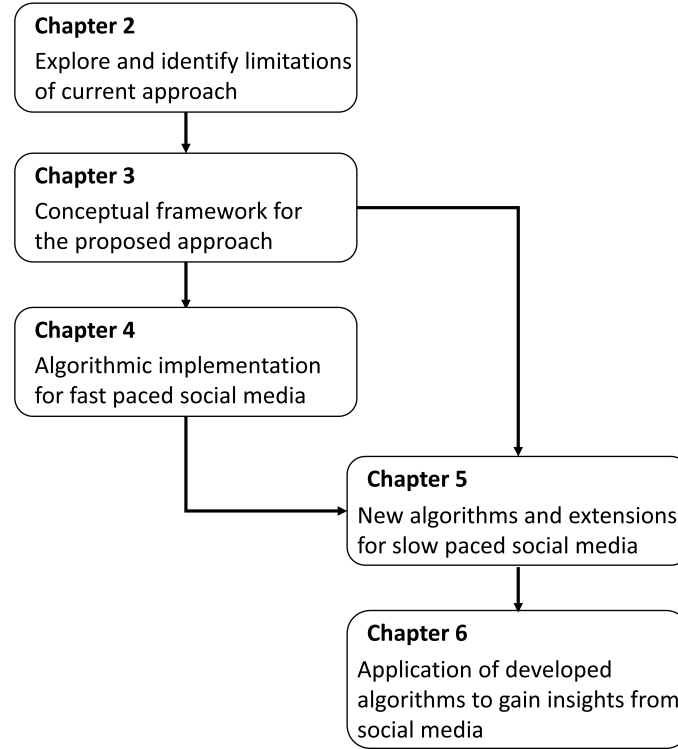 Chapter 2
Explore and identify limitations
of current approach
Chapter 3
Conceptual framework for
the proposed approach
Chapter 4
Algorithmic implementation
for fast paced social media
Chapter 5
New algorithms and extensions
for slow paced social media
Chapter 6
Application of developed
algorithms to gain insights from
social media